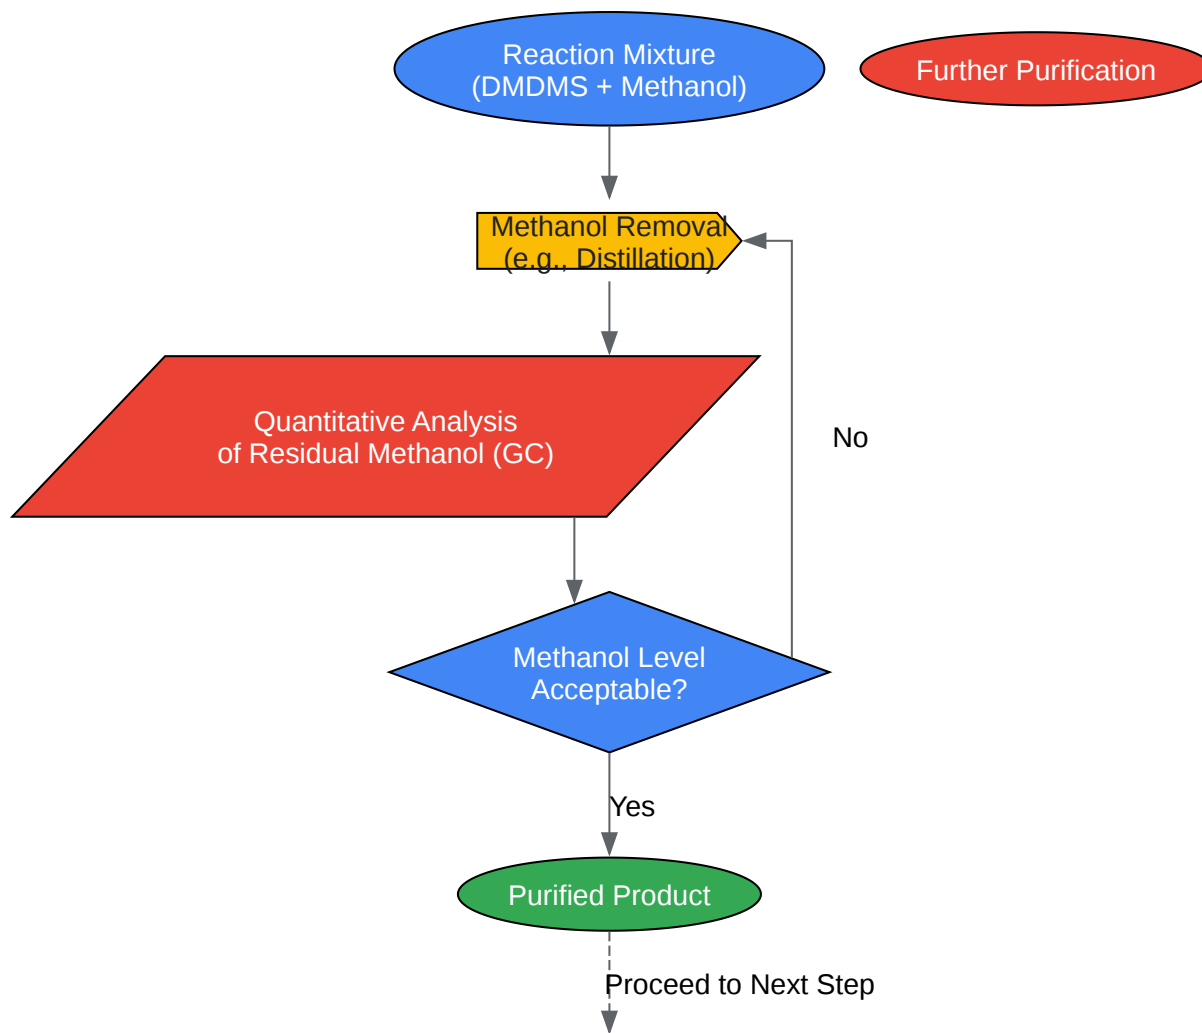 Reaction Mixture
(DMDMS + Methanol)
Further Purification
Methanol Removal
(e.g., Distillation)
Quantitative Analysis
of Residual Methanol (GC)
No
Methanol Level
Acceptable?
Yes
Purified Product
Proceed to Next Step